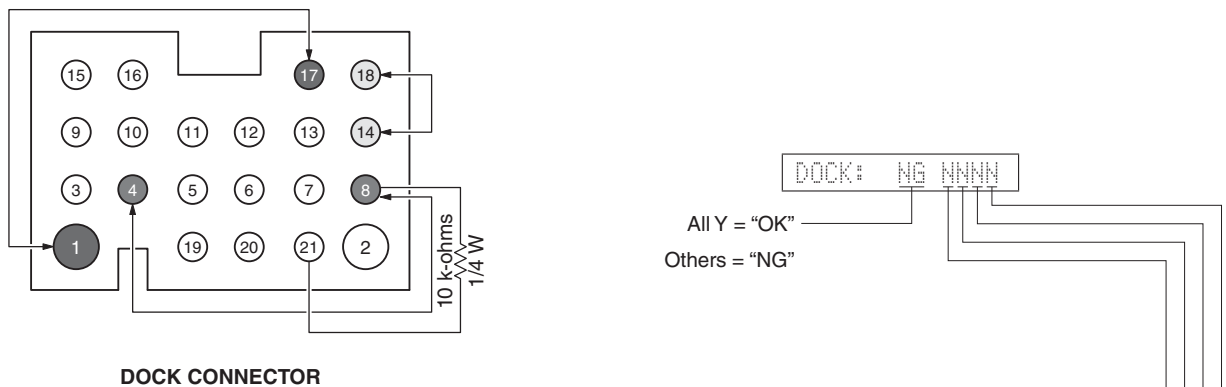 15 16 17 18
9 10 11 12 13 14
3 4 5 6 7 8
1 19 20 21 2
10 k-ohms
1/4 W
DOCK CONNECTOR
DOCK: NG NNNN
All Y = “OK”
Others = “NG”